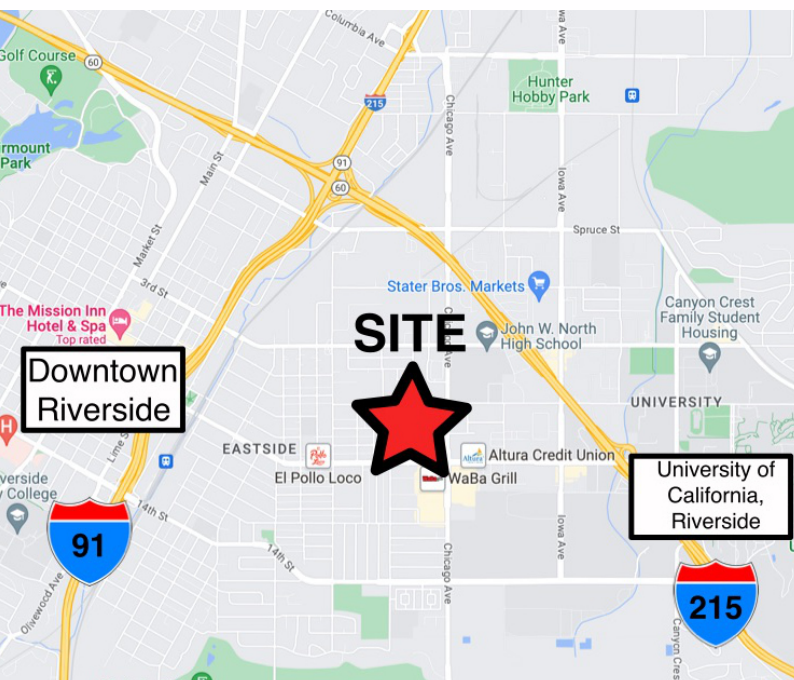 Columbia Ave
wa Ave
Golf Course
60
215
Hunter
Hobby Park
Chicago Ave
rmount
Park
Main St
91
60
Iowa Ave
Market St
Spruce St
3rd St
Stater Bros. Markets
The Mission Inn
Hotel & Spa
Top rated
SITE
John W. North
High School
Canyon Crest
Family Student
Housing
Downtown
Riverside
UNIVERSITY
H
Lime S
EASTSIDE
El Pollo Loco
Altura Credit Union
WaBa Grill
University of
California,
Riverside
verside
y College
14th St
91
14th St
Iowa Ave
Chicago Ave
Olivewood Ave
215
Canyon Cres